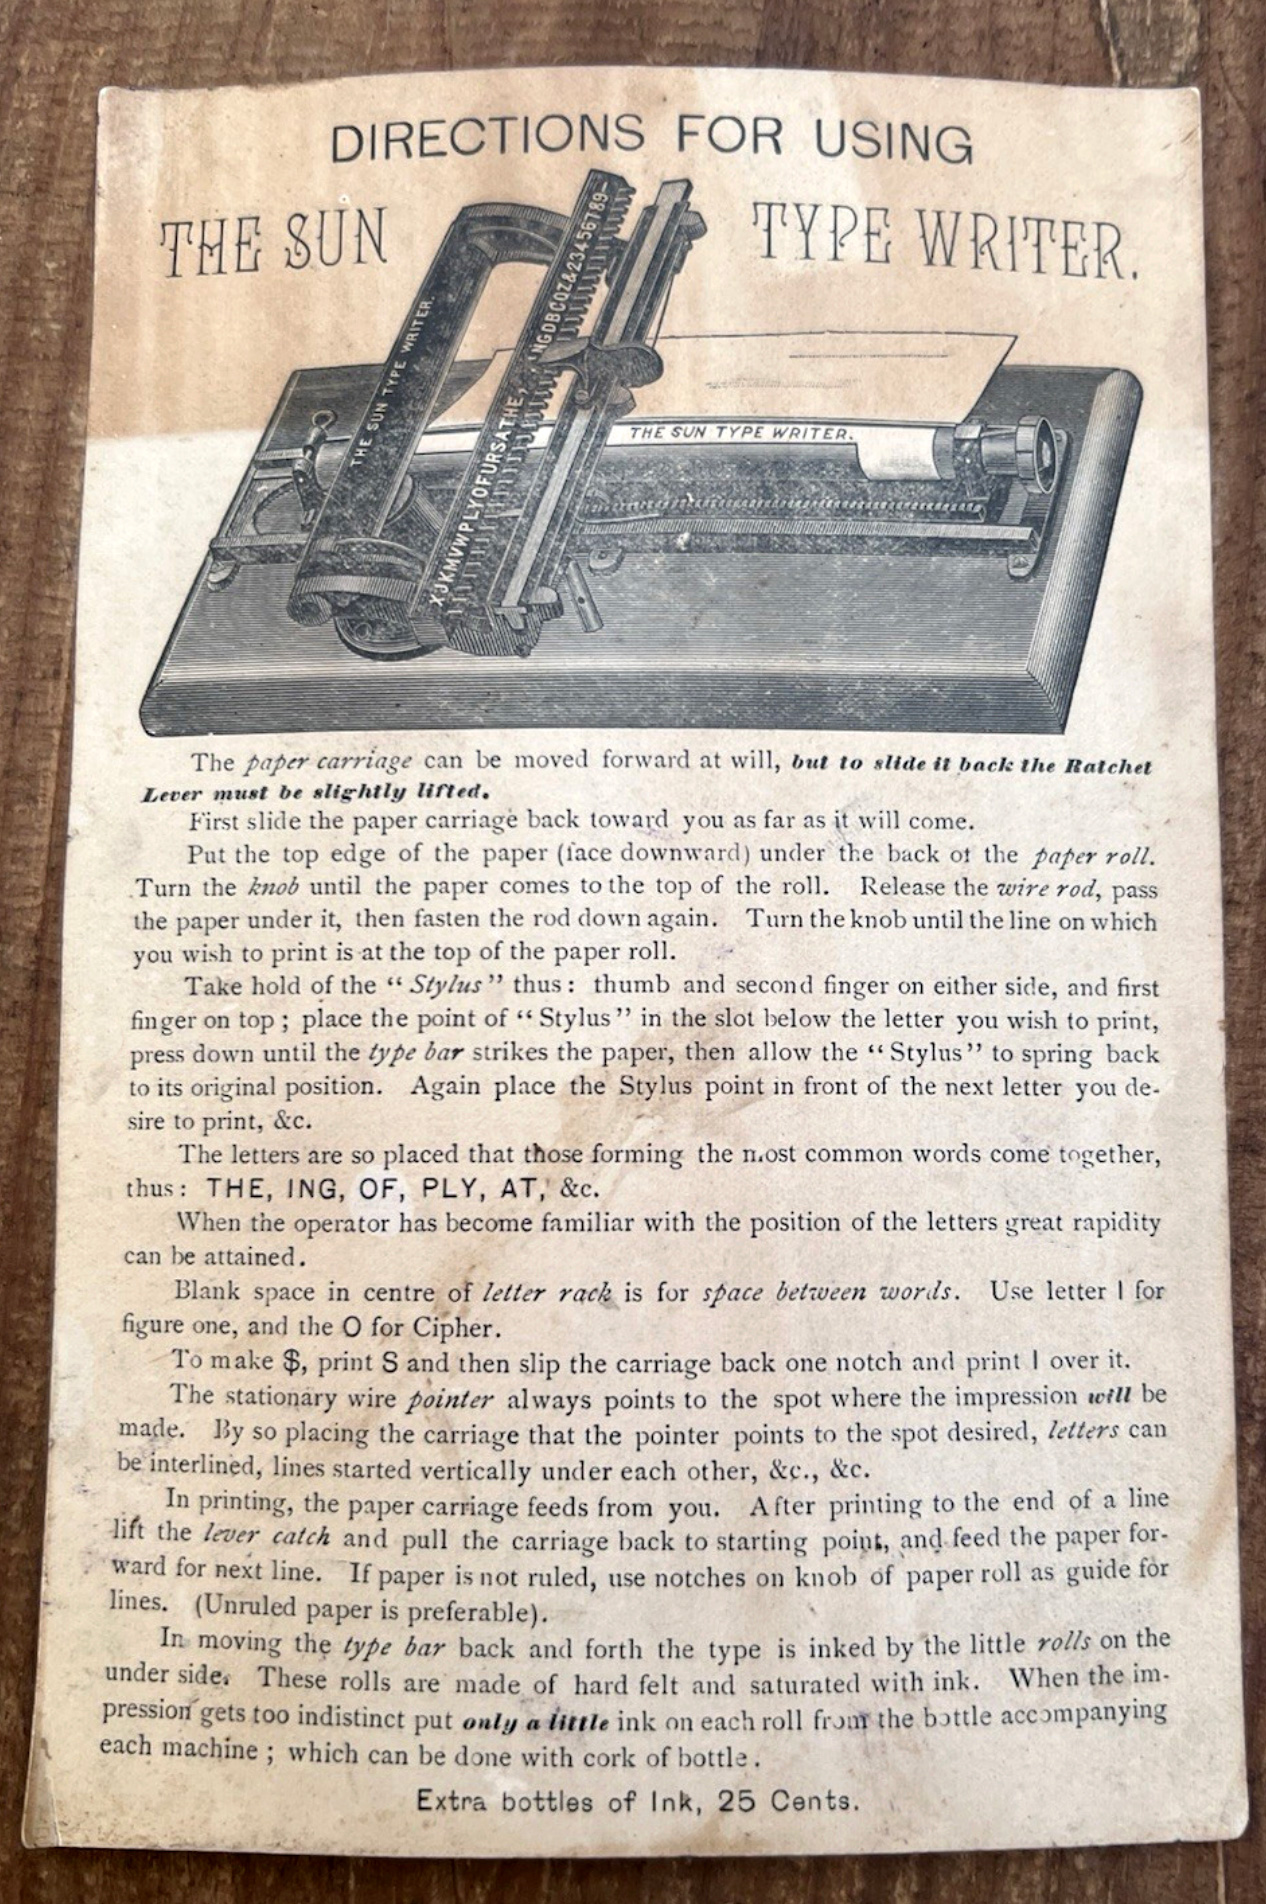 DIRECTIONS FOR USING
THE SUN TYPE WRITER.
THE SUN TYPE WRITER.
XJKMVWPLYOFURSATHE, 'NGDBCQZ&23456789-
THE SUN TYPE WRITER.
The paper carriage can be moved forward at will, but to slide it back the Ratchet
Lever must be slightly lifted.
First slide the paper carriage back toward you as far as it will come.
Put the top edge of the paper (face downward) under the back of the paper roll.
Turn the knob until the paper comes to the top of the roll. Release the wire rod, pass
the paper under it, then fasten the rod down again. Turn the knob until the line on which
you wish to print is at the top of the paper roll.
Take hold of the “ Stylus ” thus : thumb and second finger on either side, and first
finger on top ; place the point of “ Stylus ” in the slot below the letter you wish to print,
press down until the type bar strikes the paper, then allow the “ Stylus ” to spring back
to its original position. Again place the Stylus point in front of the next letter you de-
sire to print, &c.
The letters are so placed that those forming the most common words come together,
thus : THE, ING, OF, PLY, AT, &c.
When the operator has become familiar with the position of the letters great rapidity
can be attained.
Blank space in centre of letter rack is for space between words. Use letter I for
figure one, and the O for Cipher.
To make $, print S and then slip the carriage back one notch and print I over it.
The stationary wire pointer always points to the spot where the impression will be
made. By so placing the carriage that the pointer points to the spot desired, letters can
be interlined, lines started vertically under each other, &c., &c.
In printing, the paper carriage feeds from you. After printing to the end of a line
lift the lever catch and pull the carriage back to starting point, and feed the paper for-
ward for next line. If paper is not ruled, use notches on knob of paper roll as guide for
lines. (Unruled paper is preferable).
In moving the type bar back and forth the type is inked by the little rolls on the
under side. These rolls are made of hard felt and saturated with ink. When the im-
pression gets too indistinct put only a little ink on each roll from the bottle accompanying
each machine ; which can be done with cork of bottle.
Extra bottles of Ink, 25 Cents.